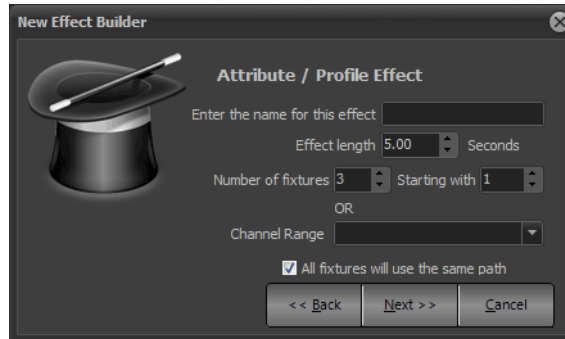 New Effect Builder
Attribute / Profile Effect
Enter the name for this effect
Effect length 5.00 Seconds
Number of fixtures 3 Starting with 1
OR
Channel Range
All fixtures will use the same path
<< Back Next >> Cancel